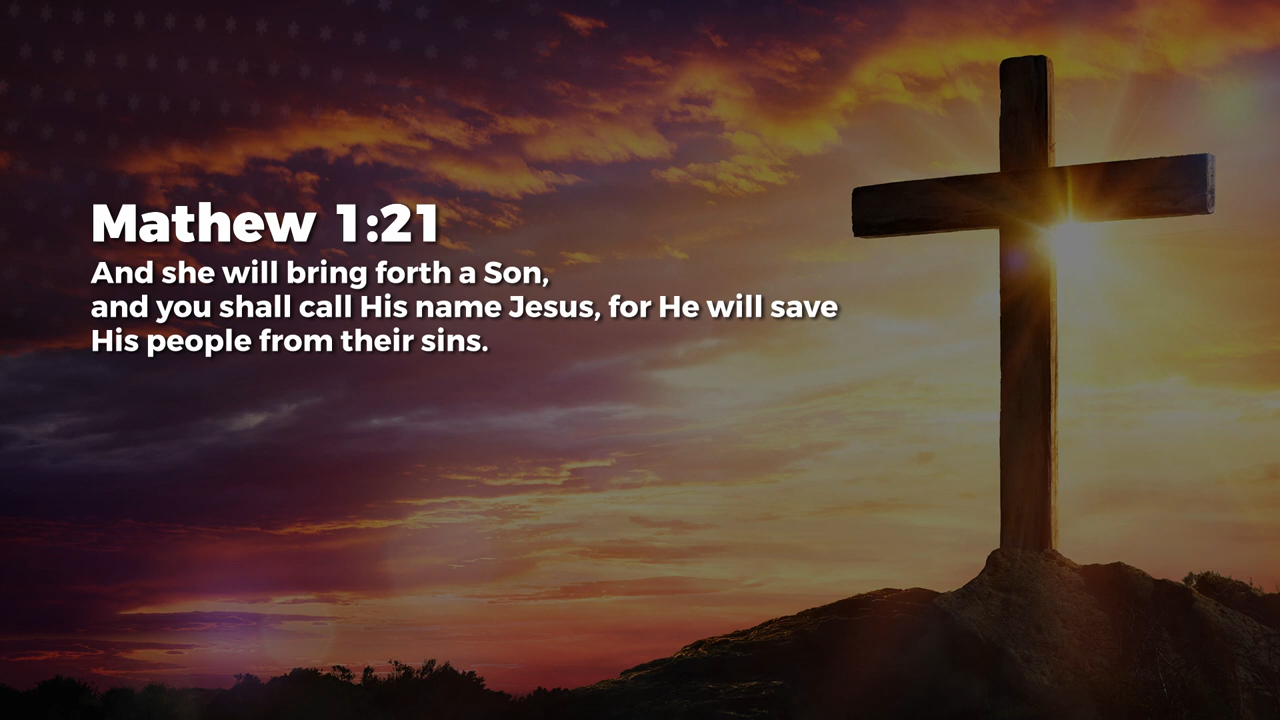 Mathew 1:21
And she will bring forth a Son,
and you shall call His name Jesus, for He will save
His people from their sins.